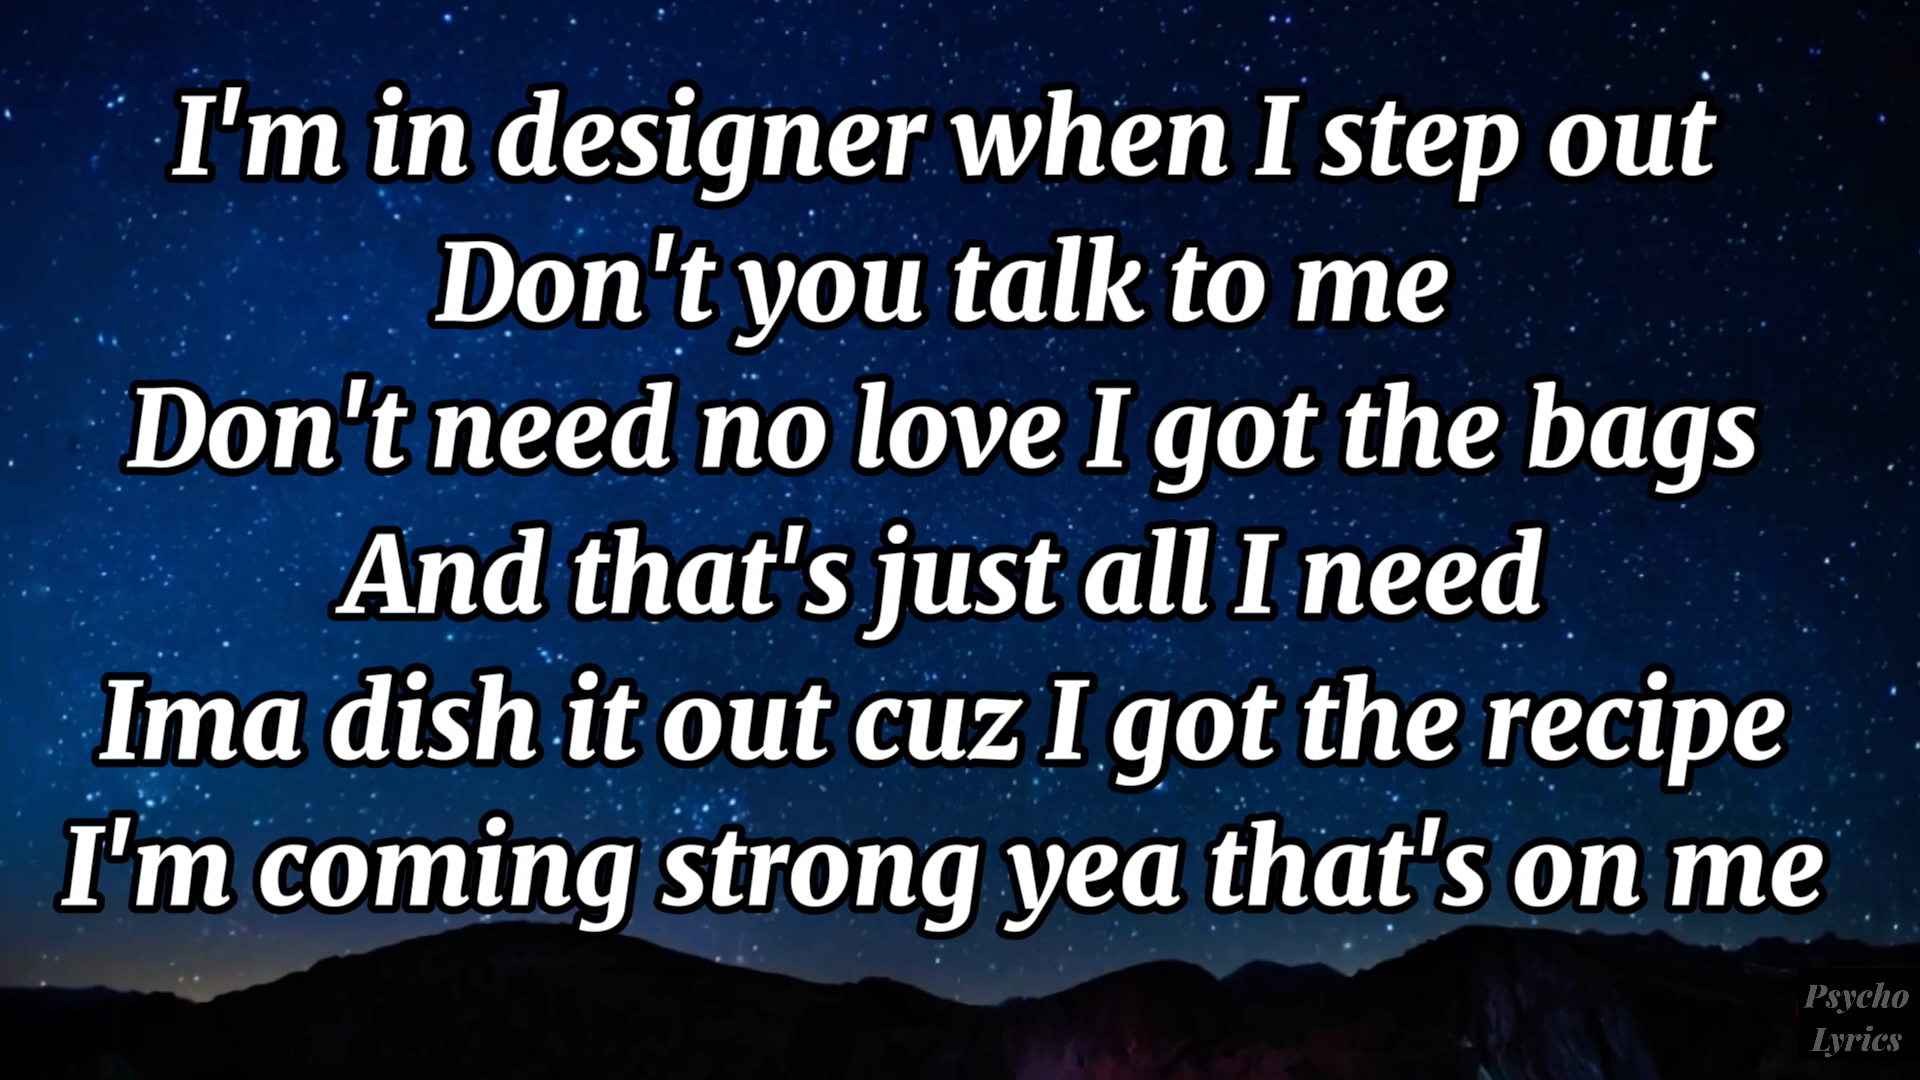 I'm in designer when I step out
Don't you talk to me
Don't need no love I got the bags
And that's just all I need
Ima dish it out cuz I got the recipe
I'm coming strong yea that's on me
Psycho
Lyrics